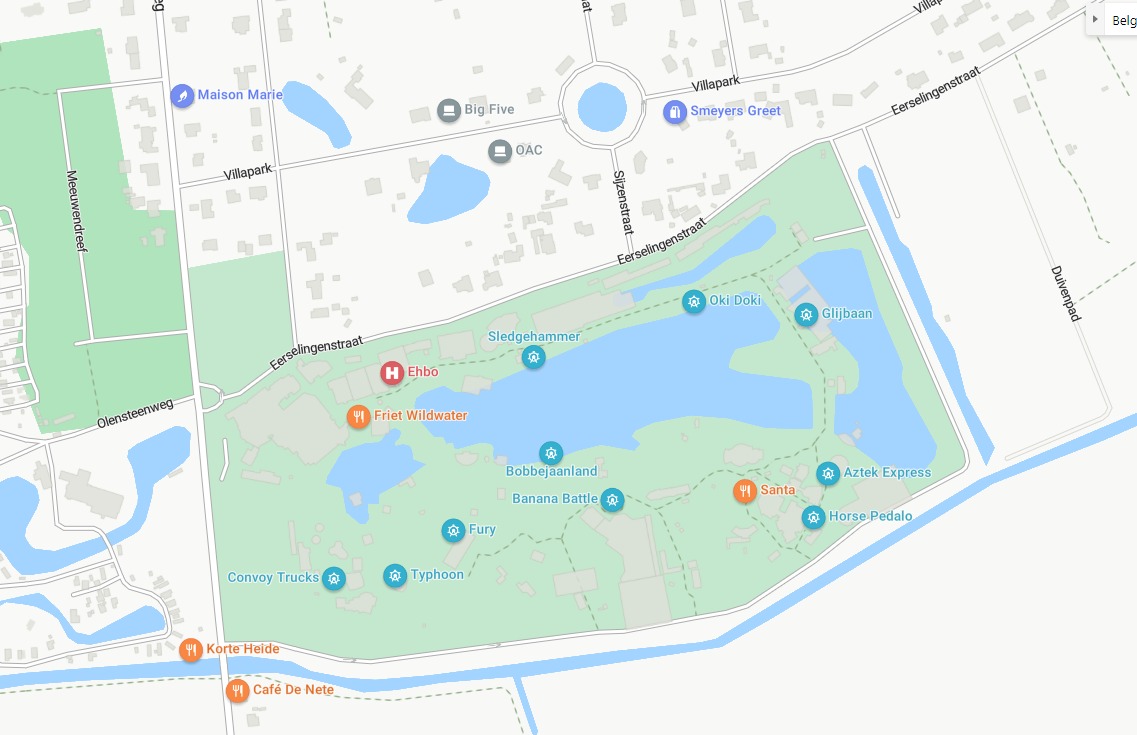 Belg
Villapark
Eerselingenstraat
Maison Marie
Big Five
Smeyers Greet
OAC
Villapark
Meeuwendreef
Sijzenstraat
Eerselingenstraat
Duivenpad
Oki Doki
Glijbaan
Sledgehammer
Eerselingenstraat
Ehbo
Olensteenweg
Friet Wildwater
Bobbejaanland
Aztek Express
Banana Battle
Santa
Horse Pedalo
Fury
Convoy Trucks
Typhoon
Korte Heide
Café De Nete